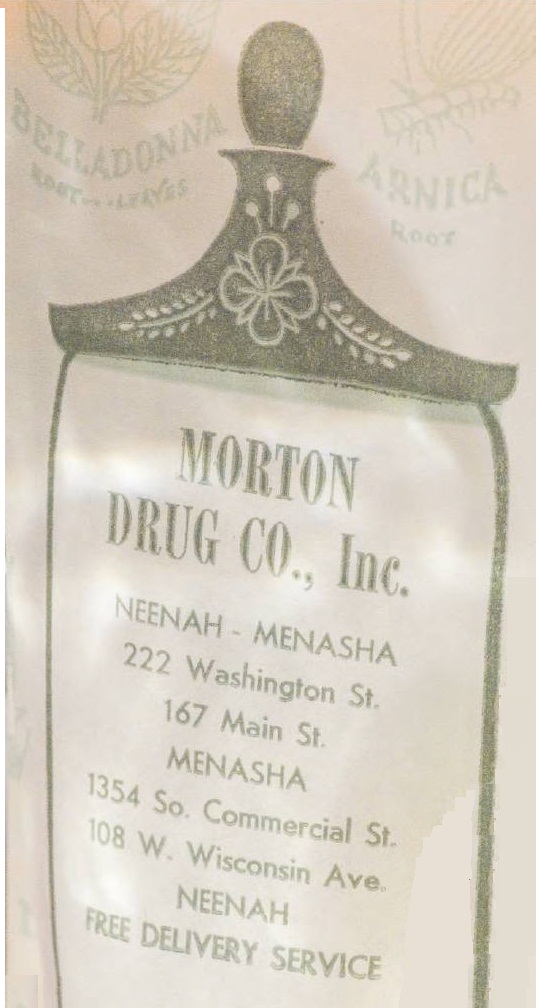 BELLADONNA
ROOT and LEAVES
ARNICA
ROOT
MORTON
DRUG CO., Inc.
NEENAH - MENASHA
222 Washington St.
167 Main St.
MENASHA
1354 So. Commercial St.
108 W. Wisconsin Ave.
NEENAH
FREE DELIVERY SERVICE